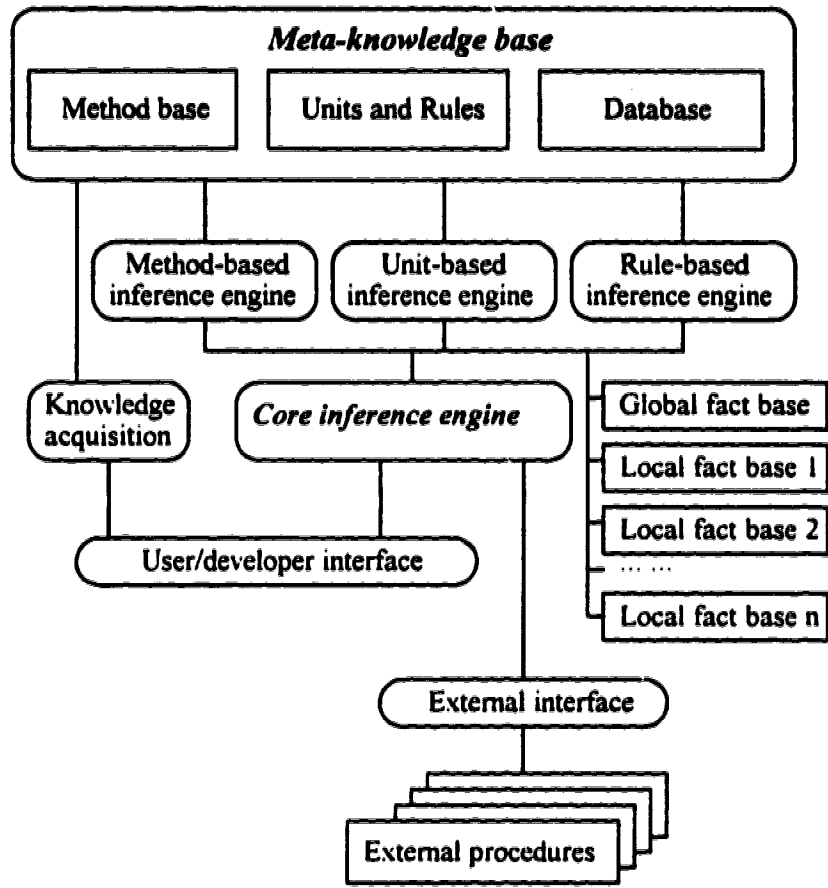 Meta-knowledge base
Method base
Units and Rules
Database
Method-based
inference engine
Unit-based
inference engine
Rule-based
inference engine
Knowledge
acquisition
Core inference engine
Global fact base
Local fact base 1
Local fact base 2
... ...
Local fact base n
User/developer interface
External interface
External procedures